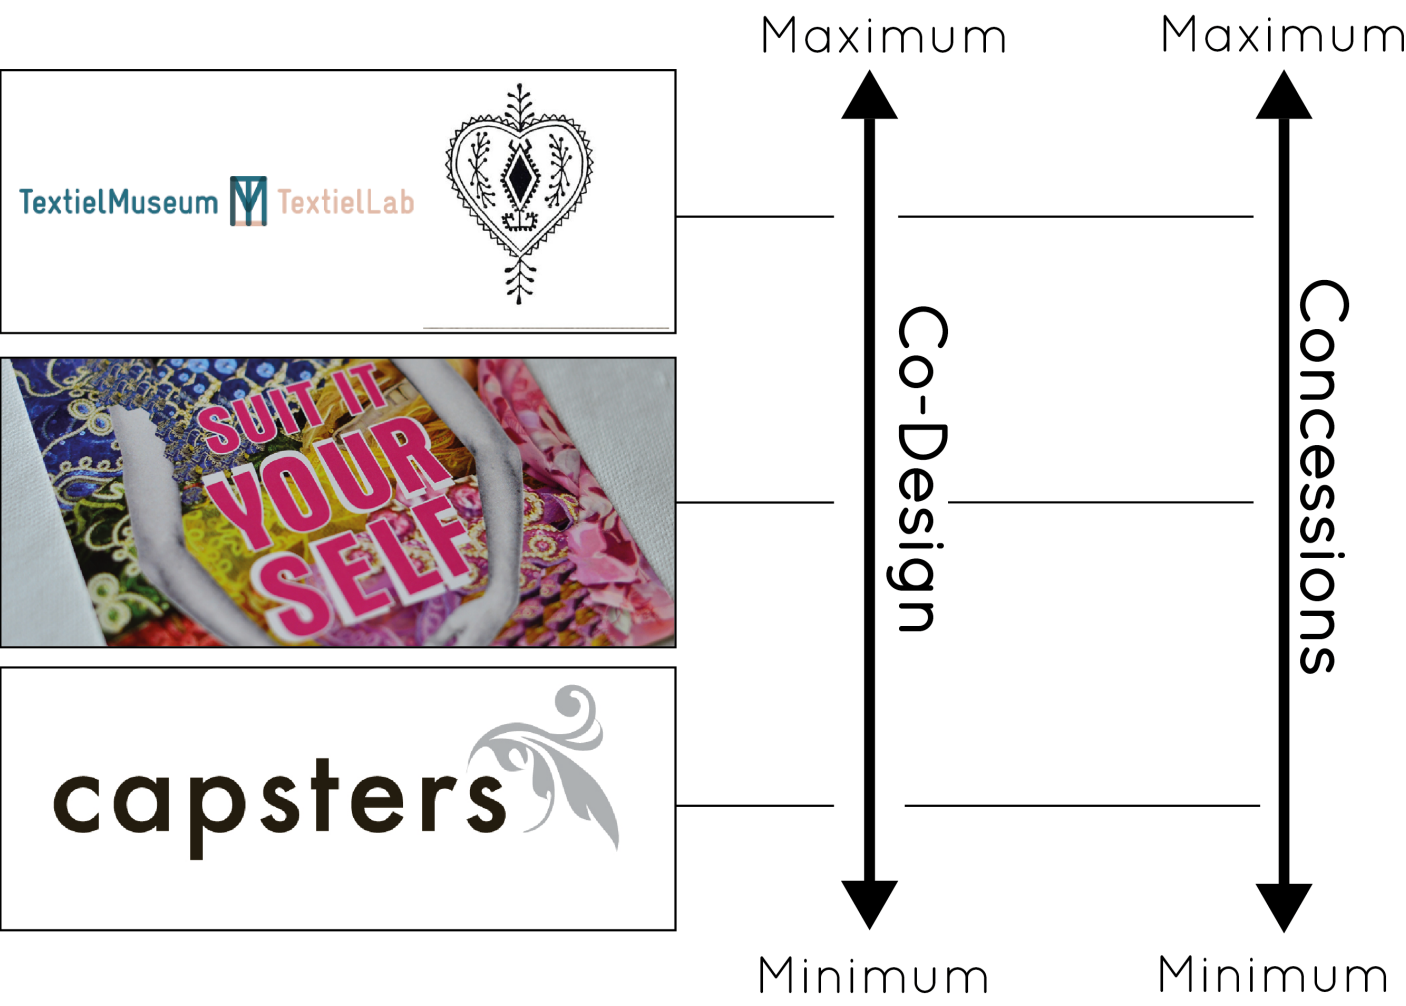 Maximum
Maximum
TextielMuseum TextielLab
SUIT IT
YOUR
SELF
Co-Design
Concessions
capsters
Minimum
Minimum